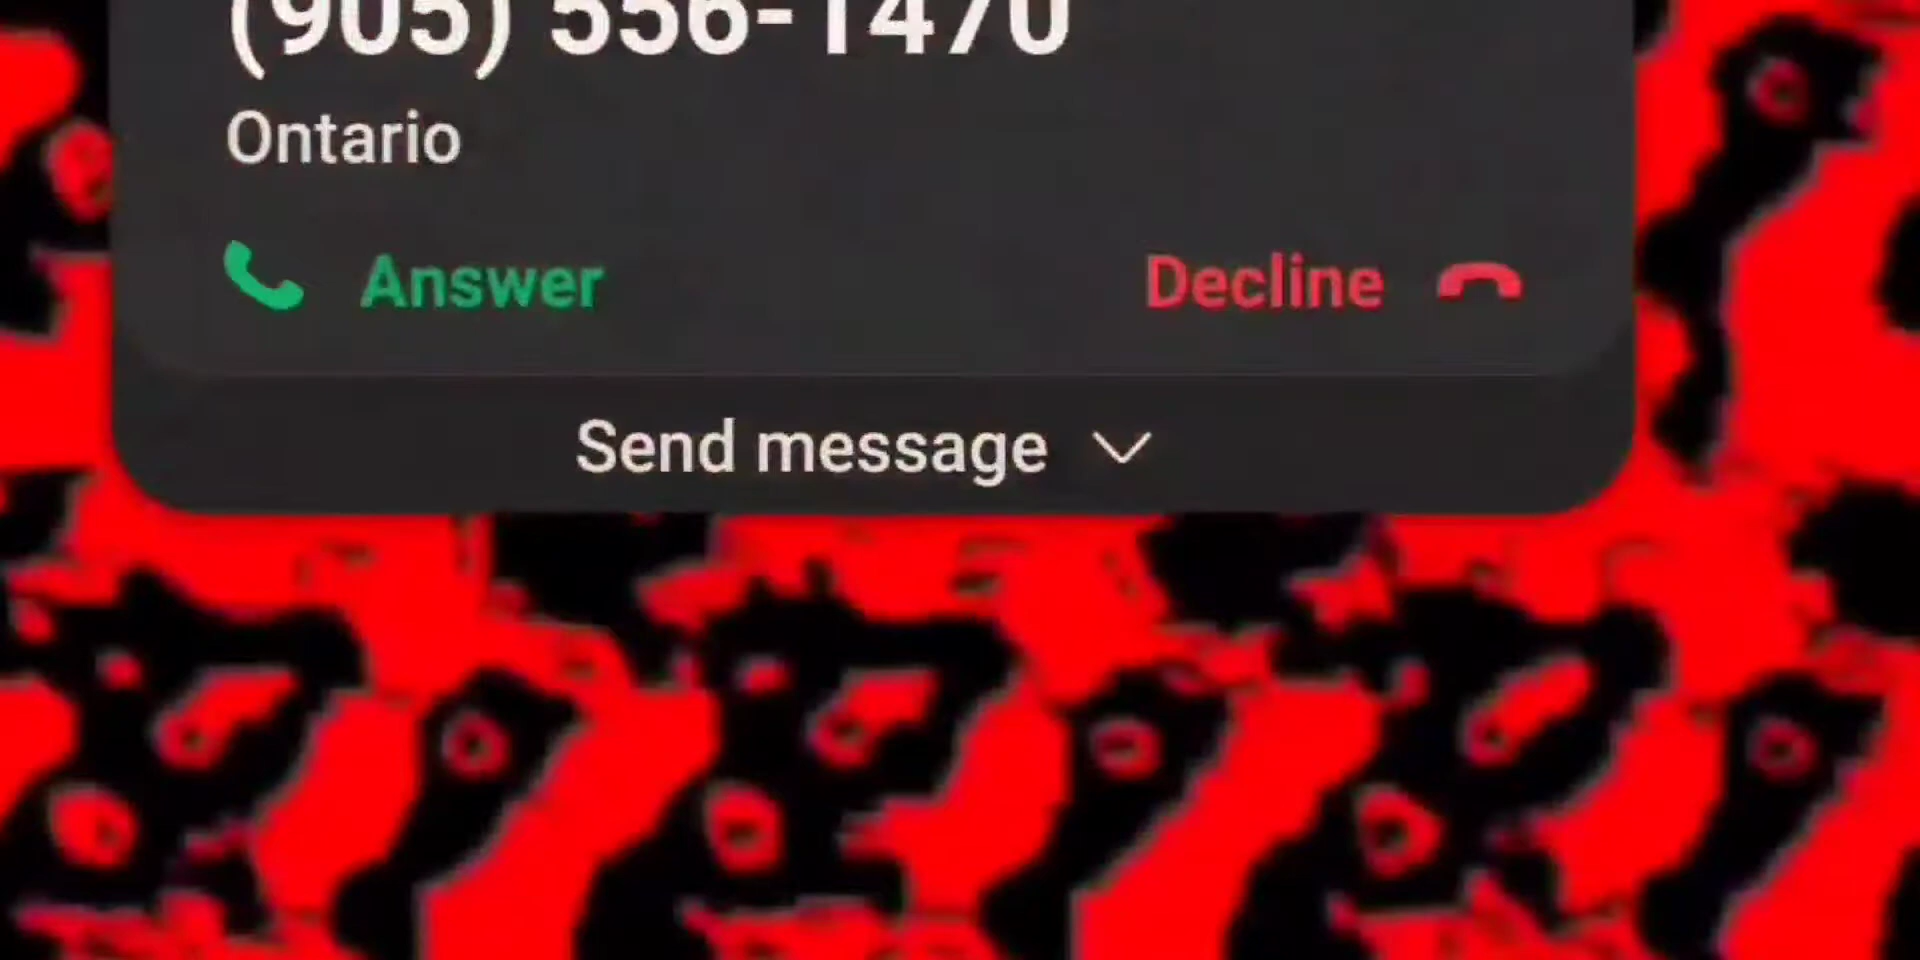 (905) 556-1470
Ontario
Answer
Decline
Send message